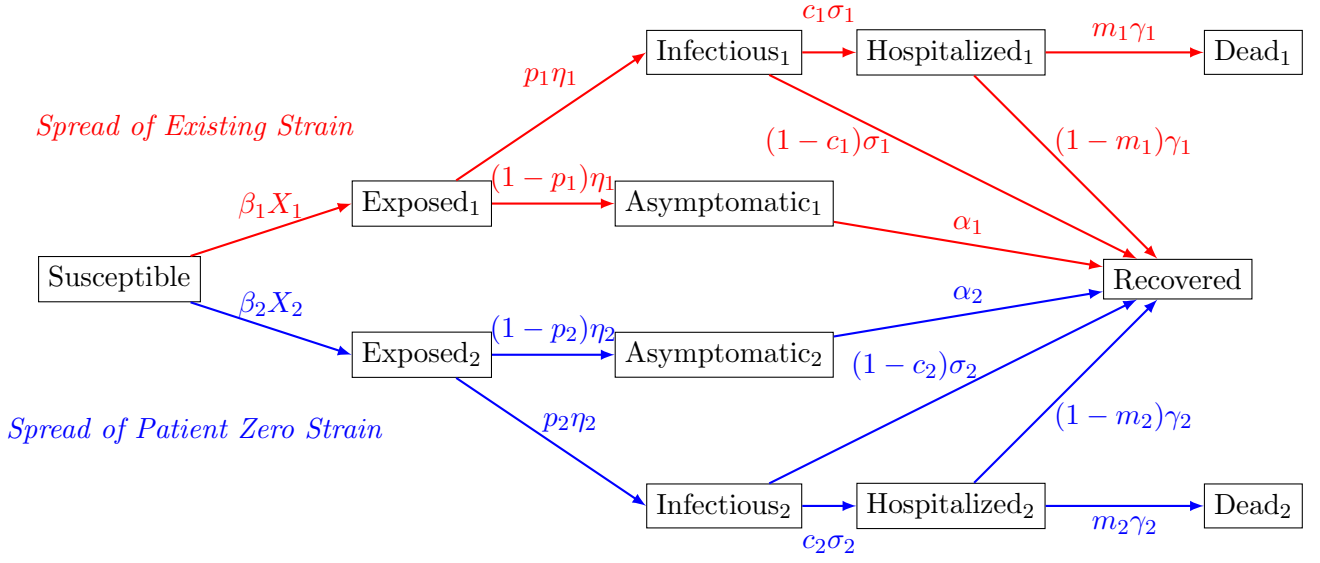 c₁σ₁
Infectious₁
Hospitalized₁
m₁γ₁
Dead₁
p₁η₁
Spread of Existing Strain
(1 − c₁)σ₁
(1 − m₁)γ₁
(1 − p₁)η₁
β₁X₁
Exposed₁
Asymptomatic₁
α₁
Susceptible
Recovered
β₂X₂
α₂
(1 − p₂)η₂
Exposed₂
Asymptomatic₂
(1 − c₂)σ₂
Spread of Patient Zero Strain
p₂η₂
(1 − m₂)γ₂
Infectious₂
Hospitalized₂
Dead₂
c₂σ₂
m₂γ₂